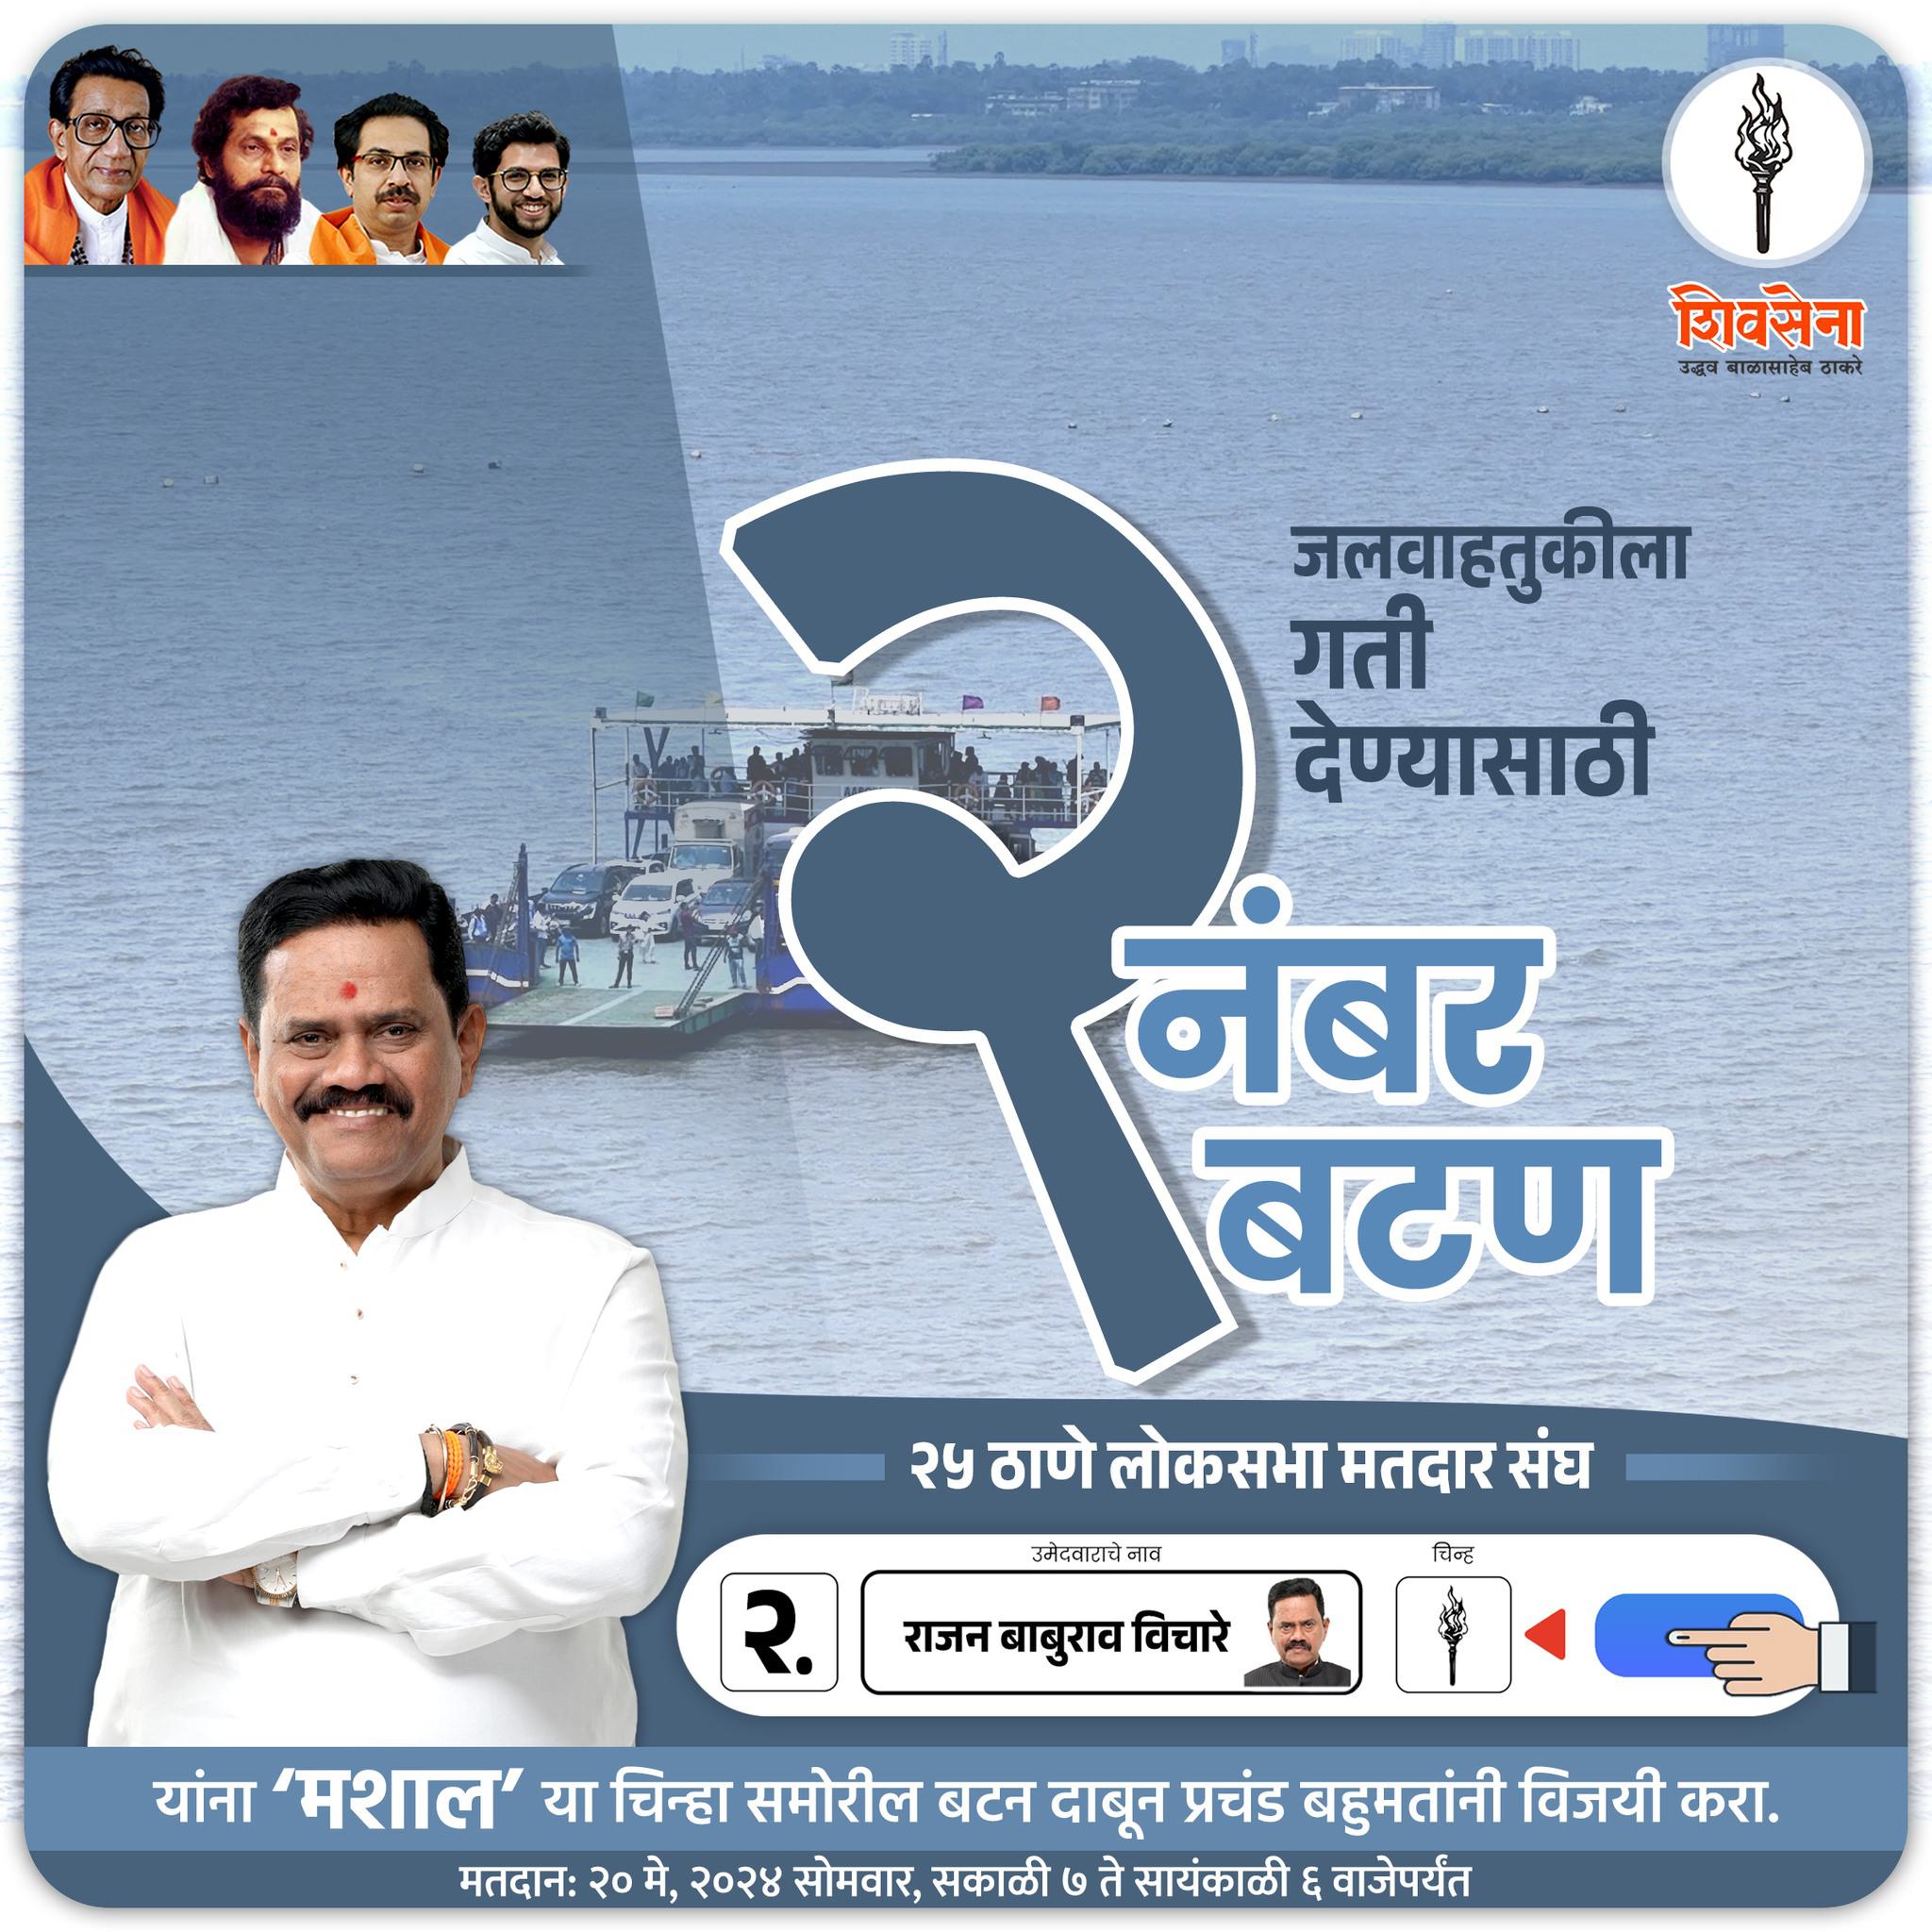 शिवसेना
उद्धव बाळासाहेब ठाकरे
जलवाहतुकीला
गती
देण्यासाठी
२ नंबर
बटण
२५ ठाणे लोकसभा मतदार संघ
उमेदवाराचे नाव
चिन्ह
२. राजन बाबुराव विचारे
यांना ‘मशाल’ या चिन्हा समोरील बटन दाबून प्रचंड बहुमतांनी विजयी करा.
मतदान: २० मे, २०२४ सोमवार, सकाळी ७ ते सायंकाळी ६ वाजेपर्यंत